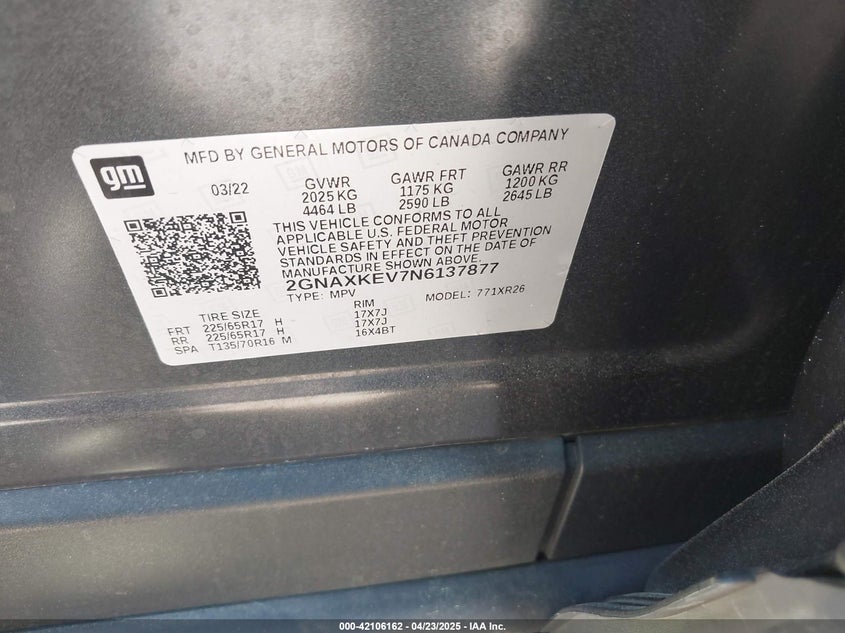 MFD BY GENERAL MOTORS OF CANADA COMPANY
gm
03/22 GVWR GAWR FRT GAWR RR
2025 KG 1175 KG 1200 KG
4464 LB 2590 LB 2645 LB
THIS VEHICLE CONFORMS TO ALL
APPLICABLE U.S. FEDERAL MOTOR
VEHICLE SAFETY AND THEFT PREVENTION
STANDARDS IN EFFECT ON THE DATE OF
MANUFACTURE SHOWN ABOVE.
2GNAXKEV7N6137877
TYPE: MPV MODEL: 771XR26
TIRE SIZE RIM
FRT 225/65R17 H 17X7J
RR 225/65R17 H 17X7J
SPA T135/70R16 M 16X4BT
000-42106162 - 04/23/2025 - IAA Inc.